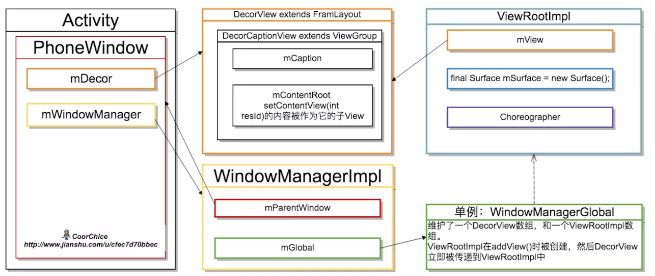 Activity
PhoneWindow
mDecor
mWindowManager
CoorChice
http://www.jianshu.com/u/cfec7d70bbec
DecorView extends FramLayout
DecorCaptionView extends ViewGroup
mCaption
mContentRoot
setContentView(int
resId)的内容被作为它的子View
WindowManagerImpl
mParentWindow
mGlobal
ViewRootImpl
mView
final Surface mSurface = new Surface();
Choreographer
单例：WindowManagerGlobal
维护了一个DecorView数组，和一个ViewRootImpl数
组。
ViewRootImpl在addView()时被创建，然后DecorView
立即被传递到ViewRootImpl中